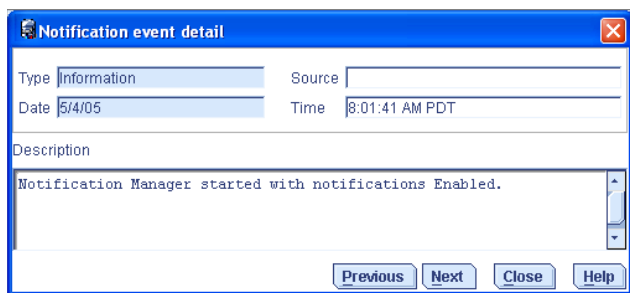 Notification event detail
Type Information Source
Date 5/4/05 Time 8:01:41 AM PDT
Description
Notification Manager started with notifications Enabled.
Previous Next Close Help